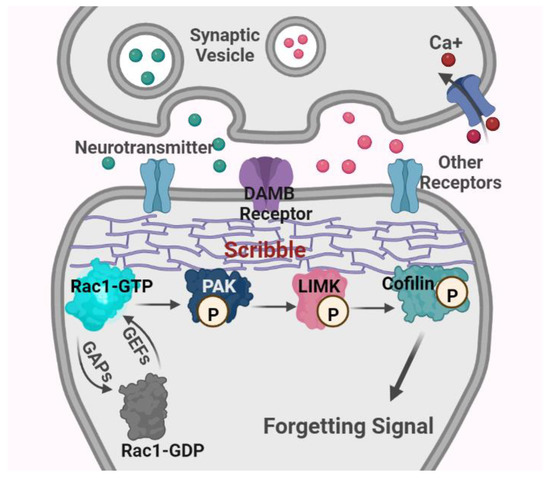 Synaptic
Vesicle
Ca+
Neurotransmitter
Other
Receptors
DAMB
Receptor
Scribble
Rac1-GTP
PAK
LIMK
Cofilin
P
P
P
GAPs
GEFs
Rac1-GDP
Forgetting Signal